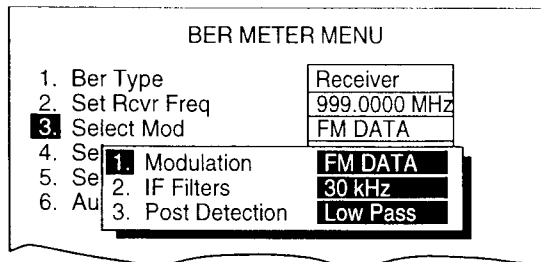 BER METER MENU
1. Ber Type Receiver
2. Set Rcvr Freq 999.0000 MHz
3. Select Mod FM DATA
4. Se
5. Se
6. Au
1. Modulation FM DATA
2. IF Filters 30 kHz
3. Post Detection Low Pass